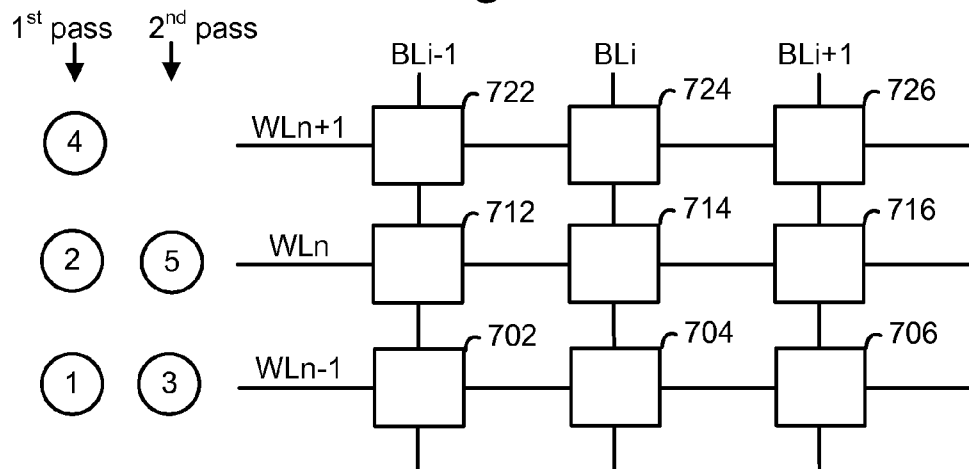 1st pass 2nd pass
BLi-1 BLi BLi+1
722 724 726
4 WLn+1
712 714 716
2 5 WLn
702 704 706
1 3 WLn-1